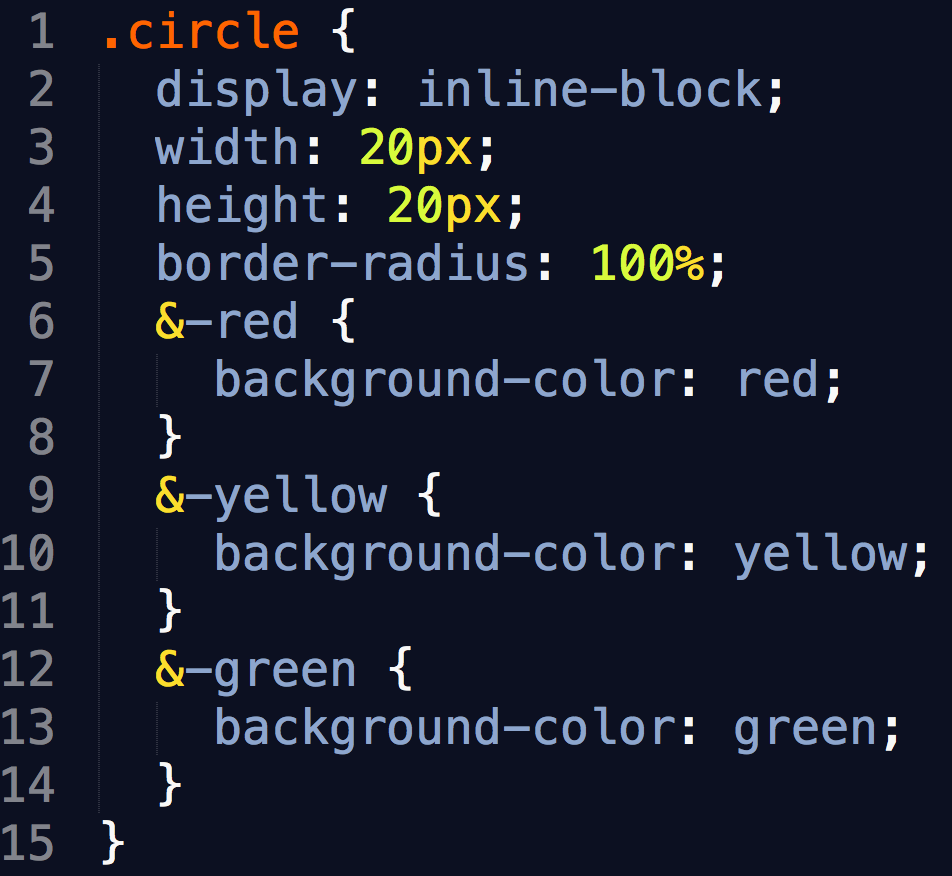 1 .circle {
2   display: inline-block;
3   width: 20px;
4   height: 20px;
5   border-radius: 100%;
6   &-red {
7     background-color: red;
8   }
9   &-yellow {
10     background-color: yellow;
11   }
12   &-green {
13     background-color: green;
14   }
15 }